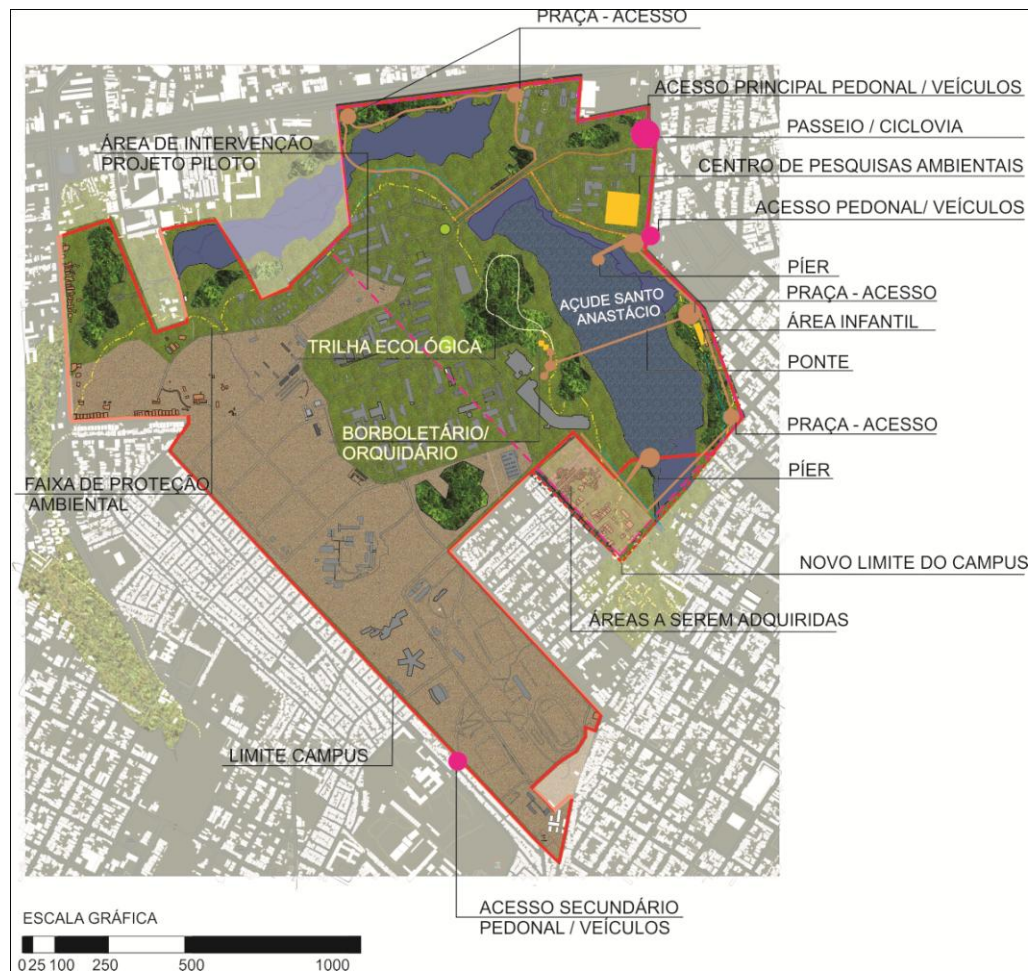 PRAÇA - ACESSO
ACESSO PRINCIPAL PEDONAL / VEÍCULOS
PASSEIO / CICLOVIA
ÁREA DE INTERVENÇÃO
PROJETO PILOTO
CENTRO DE PESQUISAS AMBIENTAIS
ACESSO PEDONAL/ VEÍCULOS
PÍER
AÇUDE SANTO
ANASTÁCIO
PRAÇA - ACESSO
ÁREA INFANTIL
TRILHA ECOLÓGICA
PONTE
BORBOLETÁRIO/
ORQUIDÁRIO
PRAÇA - ACESSO
PÍER
FAIXA DE PROTEÇÃO
AMBIENTAL
NOVO LIMITE DO CAMPUS
ÁREAS A SEREM ADQUIRIDAS
LIMITE CAMPUS
ACESSO SECUNDÁRIO
PEDONAL / VEÍCULOS
ESCALA GRÁFICA
0 25 100 250 500 1000